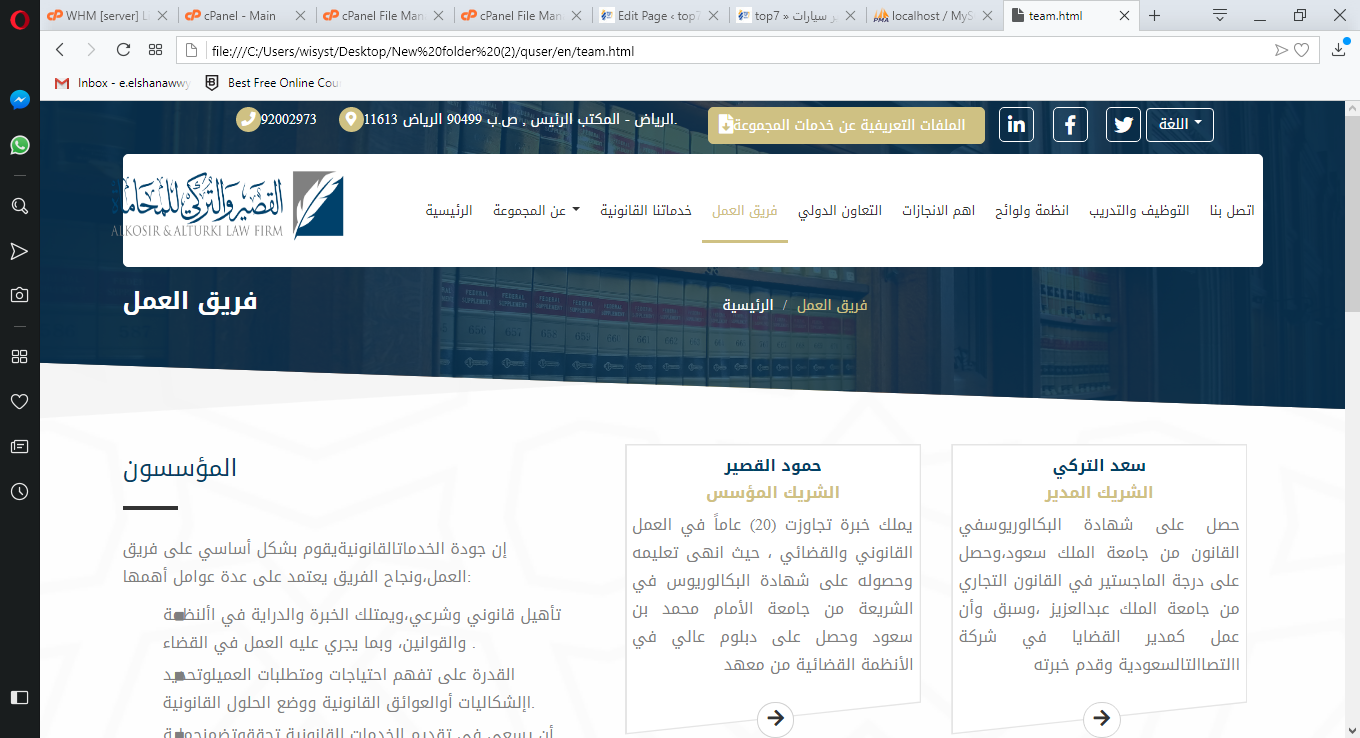 WHM [server] L
cPanel - Main
cPanel File Man
cPanel File Man
Edit Page ‹ top7
top7 » ر سيارات
localhost / MyS
team.html
file:///C:/Users/wisyst/Desktop/New%20folder%20(2)/quser/en/team.html
Inbox - e.elshanawwy
Best Free Online Cou
92002973
الرياض - المكتب الرئيس , ص.ب 90499 الرياض 11613.
الملفات التعريفية عن خدمات المجموعة
اللغة
القصير والتركي للمحاماة
ALKOSIR & ALTURKI LAW FIRM
الرئيسية
عن المجموعة
خدماتنا القانونية
فريق العمل
التعاون الدولي
اهم الانجازات
انظمة ولوائح
التوظيف والتدريب
اتصل بنا
فريق العمل
الرئيسية / فريق العمل
المؤسسون
إن جودة الخدماتالقانونيةيقوم بشكل أساسي على فريق
العمل،ونجاح الفريق يعتمد على عدة عوامل أهمها:
تأهيل قانوني وشرعي،ويمتلك الخبرة والدراية في األنظمة
والقوانين، وبما يجري عليه العمل في القضاء .
القدرة على تفهم احتياجات ومتطلبات العميلوتحديد
اإلشكاليات أوالعوائق القانونية ووضع الحلول القانونية.
أن يسعى في تقديم الخدمات القانونية
حمود القصير
الشريك المؤسس
يملك خبرة تجاوزت (20) عاماً في العمل
القانوني والقضائي ، حيث انهى تعليمه
وحصوله على شهادة البكالوريوس في
الشريعة من جامعة الأمام محمد بن
سعود وحصل على دبلوم عالي في
الأنظمة القضائية من معهد
سعد التركي
الشريك المدير
حصل على شهادة البكالوريوسفي
القانون من جامعة الملك سعود،وحصل
على درجة الماجستير في القانون التجاري
من جامعة الملك عبدالعزيز ،وسبق وأن
عمل كمدير القضايا في شركة
االتصاالتالسعودية وقدم خبرته